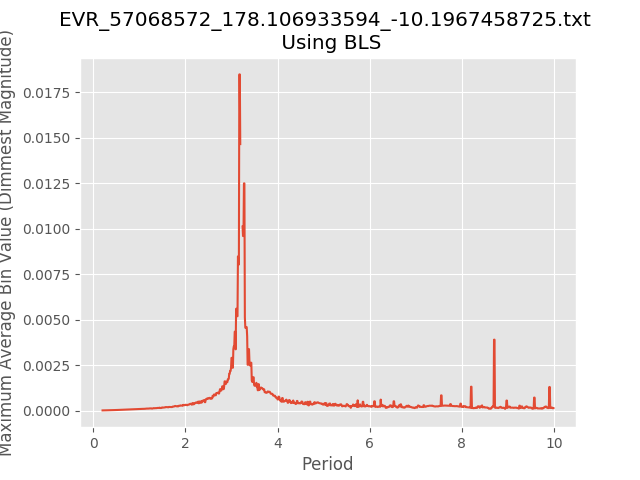 EVR_57068572_178.106933594_-10.1967458725.txt
Using BLS
Maximum Average Bin Value (Dimmest Magnitude)
0.0175
0.0150
0.0125
0.0100
0.0075
0.0050
0.0025
0.0000
0 2 4 6 8 10
Period